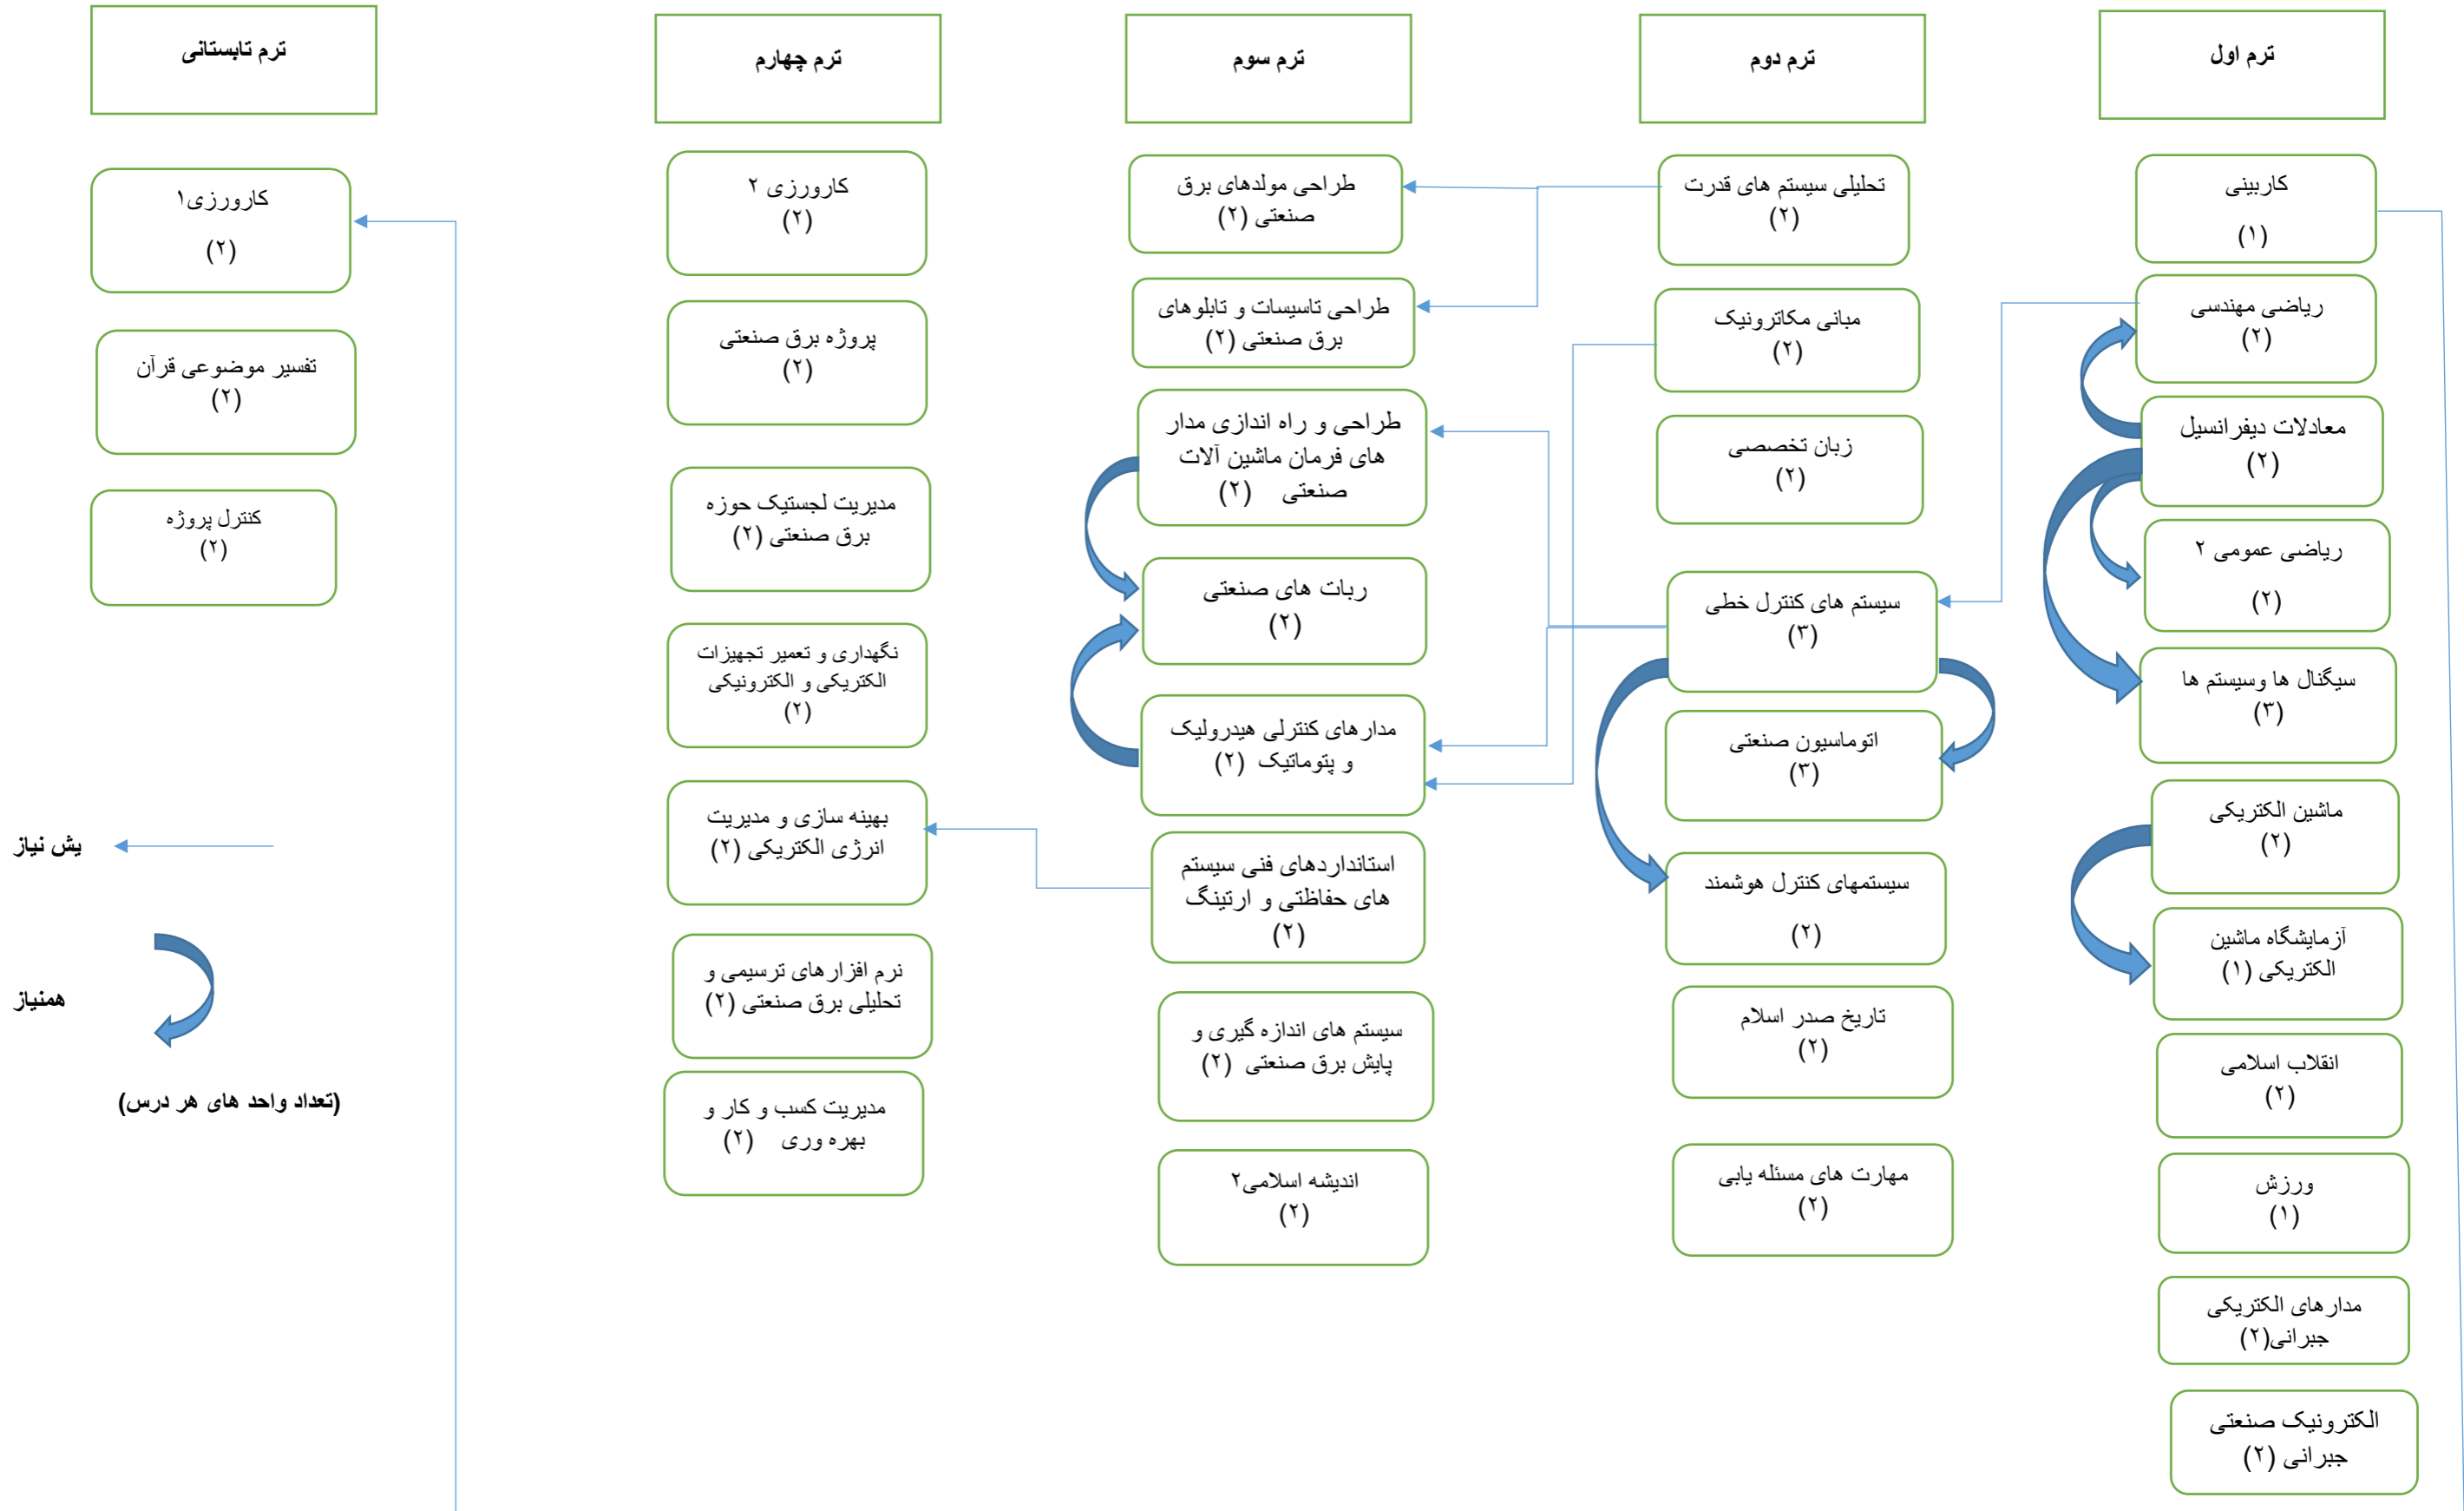 ترم اول
کاربینی
(۱)
ریاضی مهندسی
(۲)
معادلات دیفرانسیل
(۲)
ریاضی عمومی ۲
(۲)
سیگنال ها وسیستم ها
(۳)
ماشین الکتریکی
(۲)
آزمایشگاه ماشین
الکتریکی (۱)
انقلاب اسلامی
(۲)
ورزش
(۱)
مدارهای الکتریکی
جبرانی(۲)
الکترونیک صنعتی
جبرانی (۲)
ترم دوم
تحلیلی سیستم های قدرت
(۲)
مبانی مکاترونیک
(۲)
زبان تخصصی
(۲)
سیستم های کنترل خطی
(۳)
اتوماسیون صنعتی
(۳)
سیستمهای کنترل هوشمند
(۲)
تاریخ صدر اسلام
(۲)
مهارت های مسئله یابی
(۲)
ترم سوم
طراحی مولدهای برق
صنعتی (۲)
طراحی تاسیسات و تابلوهای
برق صنعتی (۲)
طراحی و راه اندازی مدار
های فرمان ماشین آلات
صنعتی (۲)
ربات های صنعتی
(۲)
مدارهای کنترلی هیدرولیک
و پتوماتیک (۲)
استانداردهای فنی سیستم
های حفاظتی و ارتینگ
(۲)
سیستم های اندازه گیری و
پایش برق صنعتی (۲)
اندیشه اسلامی۲
(۲)
ترم چهارم
کارورزی ۲
(۲)
پروژه برق صنعتی
(۲)
مدیریت لجستیک حوزه
برق صنعتی (۲)
نگهداری و تعمیر تجهیزات
الکتریکی و الکترونیکی
(۲)
بهینه سازی و مدیریت
انرژی الکتریکی (۲)
نرم افزارهای ترسیمی و
تحلیلی برق صنعتی (۲)
مدیریت کسب و کار و
بهره وری (۲)
ترم تابستانی
کارورزی۱
(۲)
تفسیر موضوعی قرآن
(۲)
کنترل پروژه
(۲)
یش نیاز
همنیاز
(تعداد واحد های هر درس)